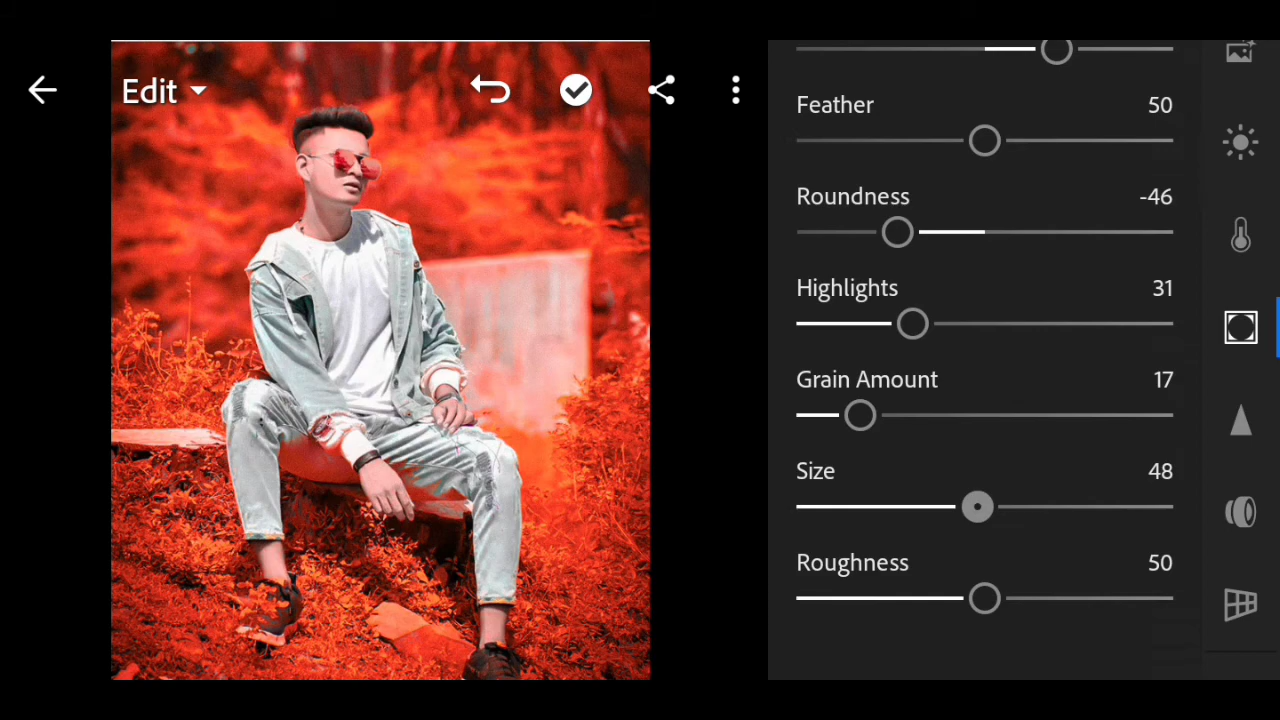 Edit
Feather 50
Roundness -46
Highlights 31
Grain Amount 17
Size 48
Roughness 50